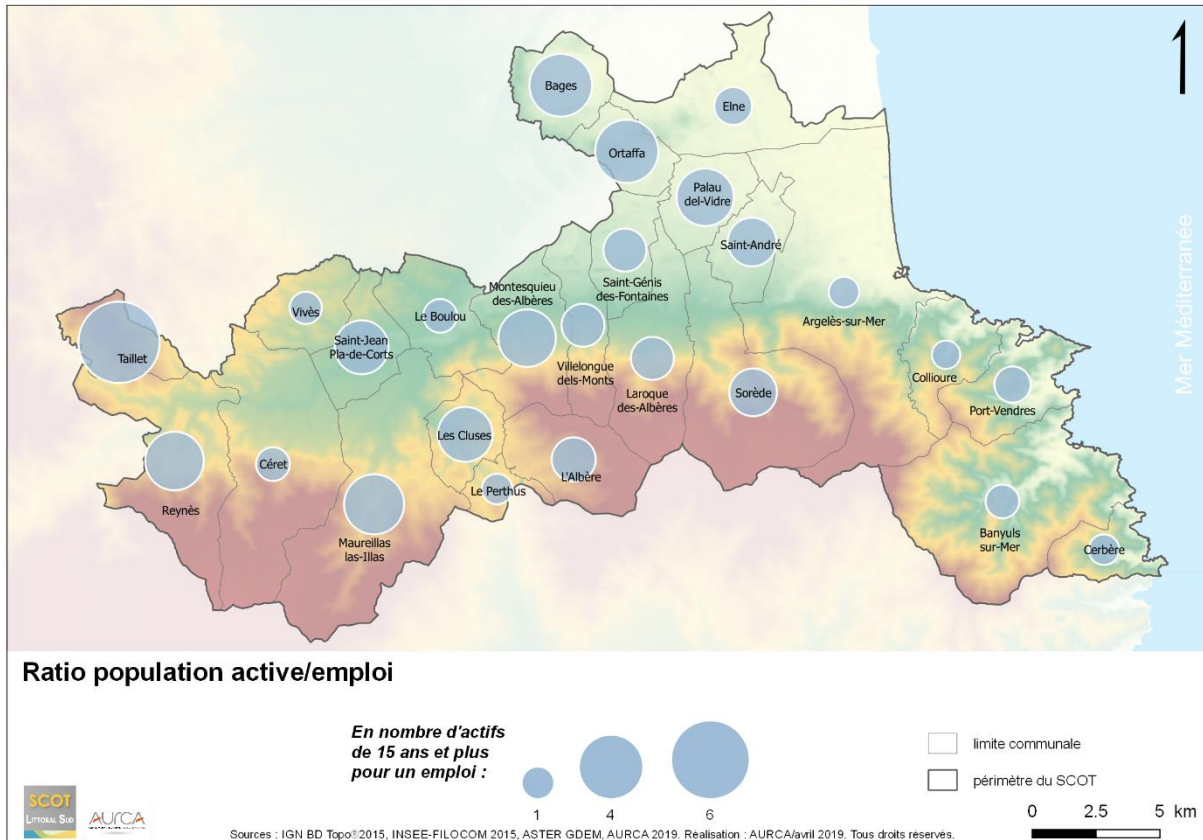 Bages
Elne
Ortaffa
Palau
del-Vidre
Saint-André
Saint-Génis
des-Fontaines
Montesquieu
des-Albères
Vivès
Le Boulou
Argelès-sur-Mer
Saint-Jean
Pla-de-Corts
Taillet
Villelongue
dels-Monts
Collioure
Laroque
des-Albères
Sorède
Port-Vendres
Les Cluses
Céret
L'Albère
Le Perthus
Reynès
Maureillas
las-Illas
Banyuls
sur-Mer
Cerbère
Mer Méditerranée
Ratio population active/emploi
En nombre d'actifs
de 15 ans et plus
pour un emploi :
1
4
6
limite communale
périmètre du SCOT
0 2.5 5 km
SCOT
LITTORAL SUD
AURCA
Sources : IGN BD Topo®2015, INSEE-FILOCOM 2015, ASTER GDEM, AURCA 2019. Réalisation : AURCA/avril 2019. Tous droits réservés.